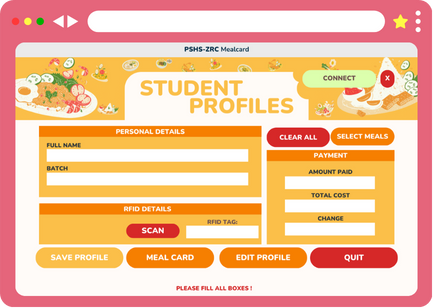 PSHS-ZRC Mealcard
CONNECT
X
STUDENT
PROFILES
PERSONAL DETAILS
FULL NAME
BATCH
CLEAR ALL
SELECT MEALS
PAYMENT
AMOUNT PAID
TOTAL COST
CHANGE
RFID DETAILS
RFID TAG:
SCAN
SAVE PROFILE
MEAL CARD
EDIT PROFILE
QUIT
PLEASE FILL ALL BOXES !